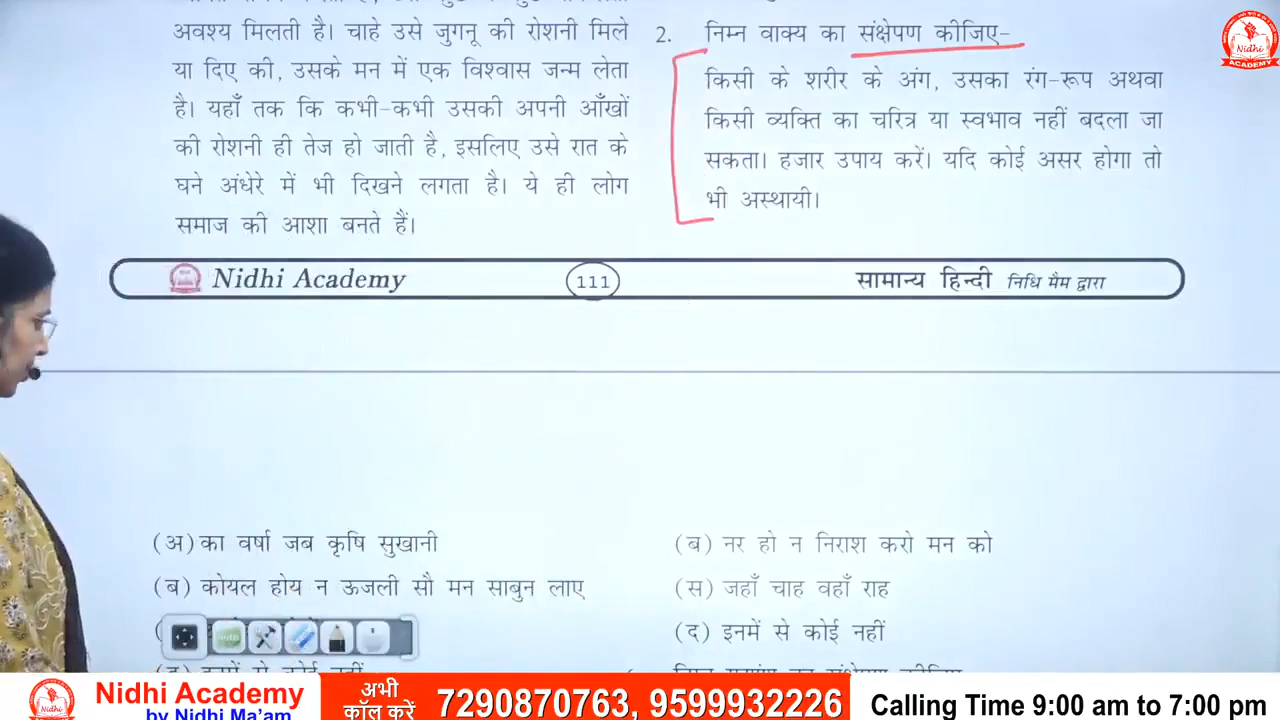 अवश्य मिलती है। चाहे उसे जुगनू की रोशनी मिले
या दिए की, उसके मन में एक विश्वास जन्म लेता
है। यहाँ तक कि कभी-कभी उसकी अपनी आँखों
की रोशनी ही तेज हो जाती है, इसलिए उसे रात के
घने अंधेरे में भी दिखने लगता है। ये ही लोग
समाज की आशा बनते हैं।
2. निम्न वाक्य का संक्षेपण कीजिए-
किसी के शरीर के अंग, उसका रंग-रूप अथवा
किसी व्यक्ति का चरित्र या स्वभाव नहीं बदला जा
सकता। हजार उपाय करें। यदि कोई असर होगा तो
भी अस्थायी।
Nidhi
ACADEMY
Nidhi Academy
111
सामान्य हिन्दी निधि मैम द्वारा
(अ) का वर्षा जब कृषि सुखानी
(ब) कोयल होय न ऊजली सौ मन साबुन लाए
(ब) नर हो न निराश करो मन को
(स) जहाँ चाह वहाँ राह
(द) इनमें से कोई नहीं
Nidhi Academy
by Nidhi Ma'am
अभी
कॉल करें
7290870763, 9599932226
Calling Time 9:00 am to 7:00 pm